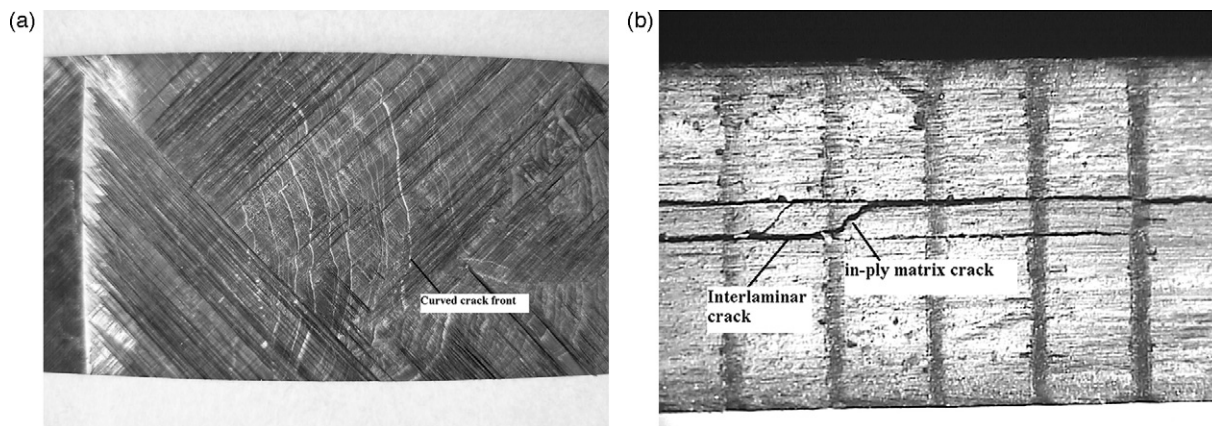 (a)
(b)
Curved crack front
in-ply matrix crack
Interlaminar
crack